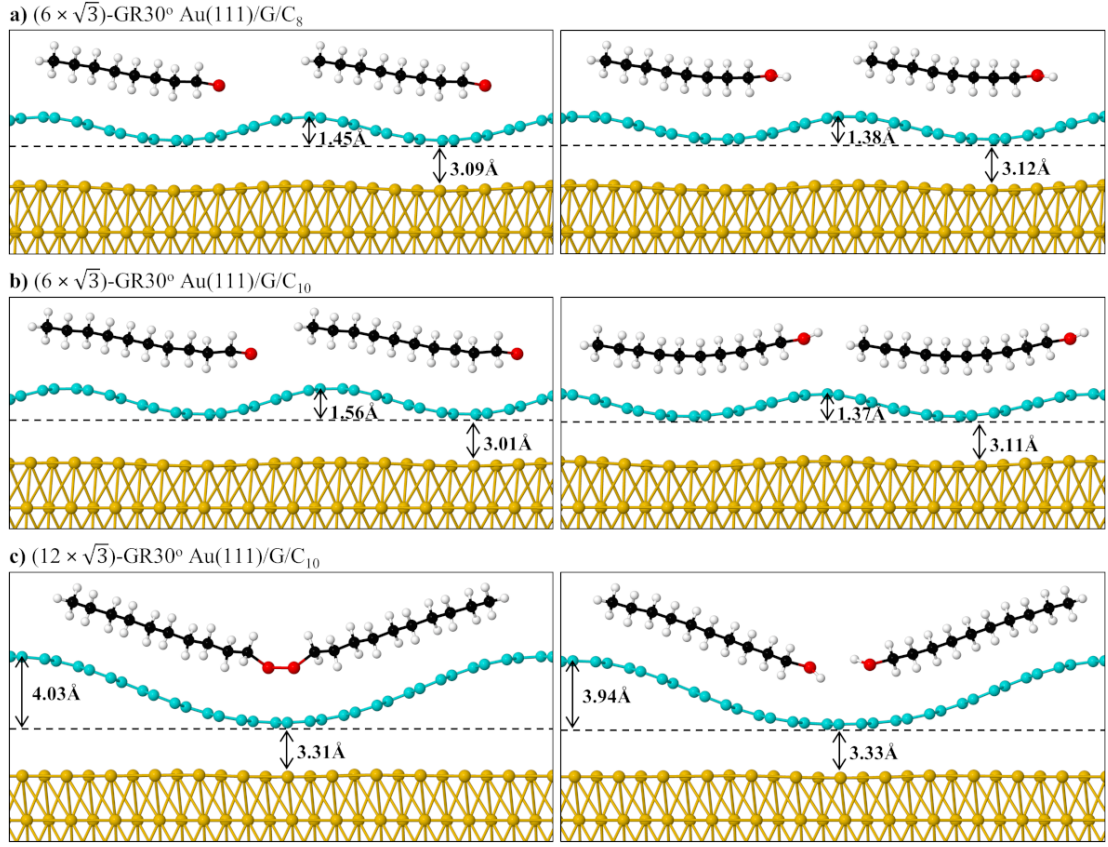 a) (6 × √3)-GR30° Au(111)/G/C₈
1.45Å
3.09Å
1.38Å
3.12Å
b) (6 × √3)-GR30° Au(111)/G/C₁₀
1.56Å
3.01Å
1.37Å
3.11Å
c) (12 × √3)-GR30° Au(111)/G/C₁₀
4.03Å
3.31Å
3.94Å
3.33Å